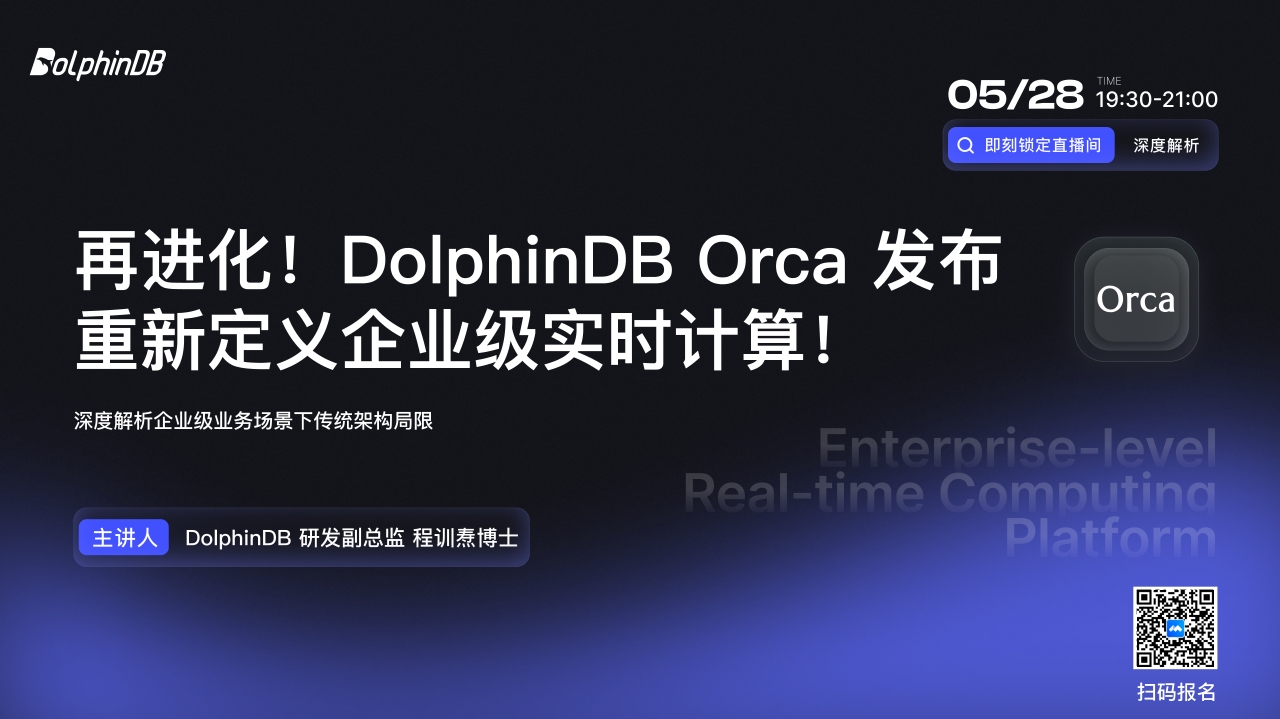 DolphinDB
05/28
TIME
19:30-21:00
即刻锁定直播间 深度解析
再进化！DolphinDB Orca 发布
重新定义企业级实时计算！
Orca
深度解析企业级业务场景下传统架构局限
Enterprise-level
Real-time Computing
Platform
主讲人 DolphinDB 研发副总监 程训焘博士
扫码报名